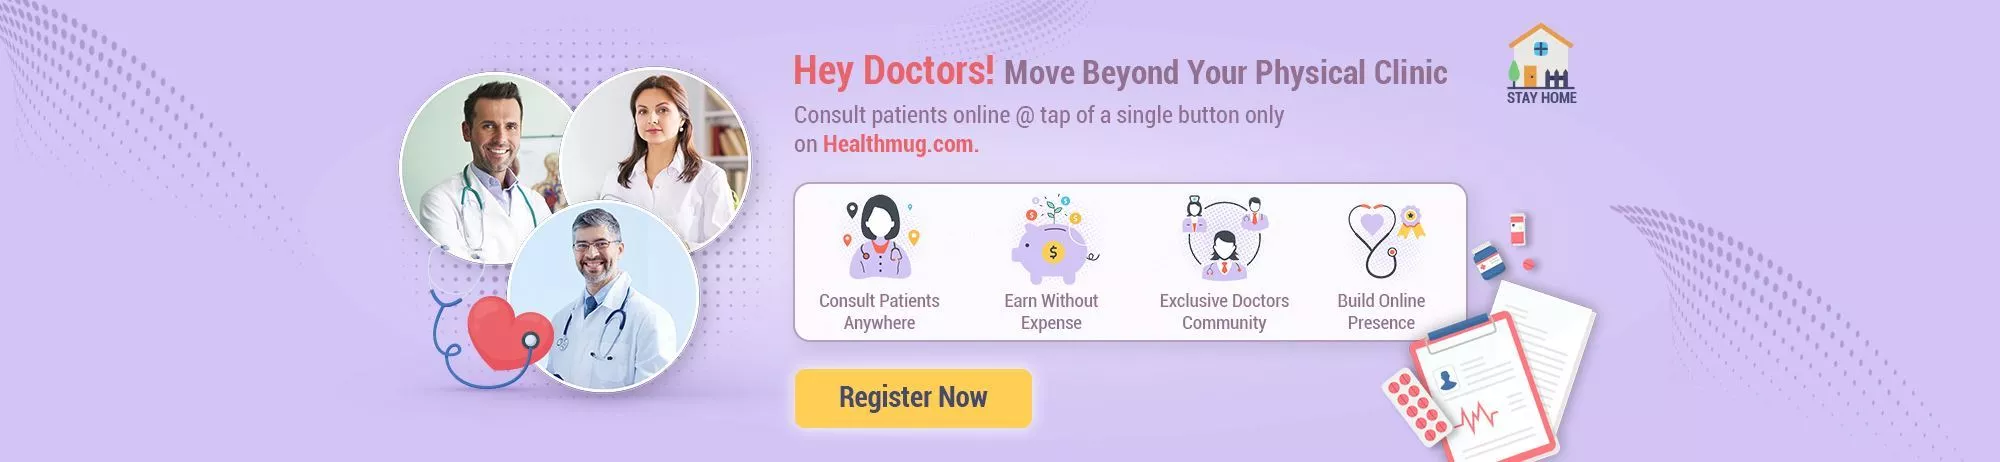 Hey Doctors! Move Beyond Your Physical Clinic
STAY HOME
Consult patients online @ tap of a single button only
on Healthmug.com.
Consult Patients
Anywhere
Earn Without
Expense
Exclusive Doctors
Community
Build Online
Presence
Register Now